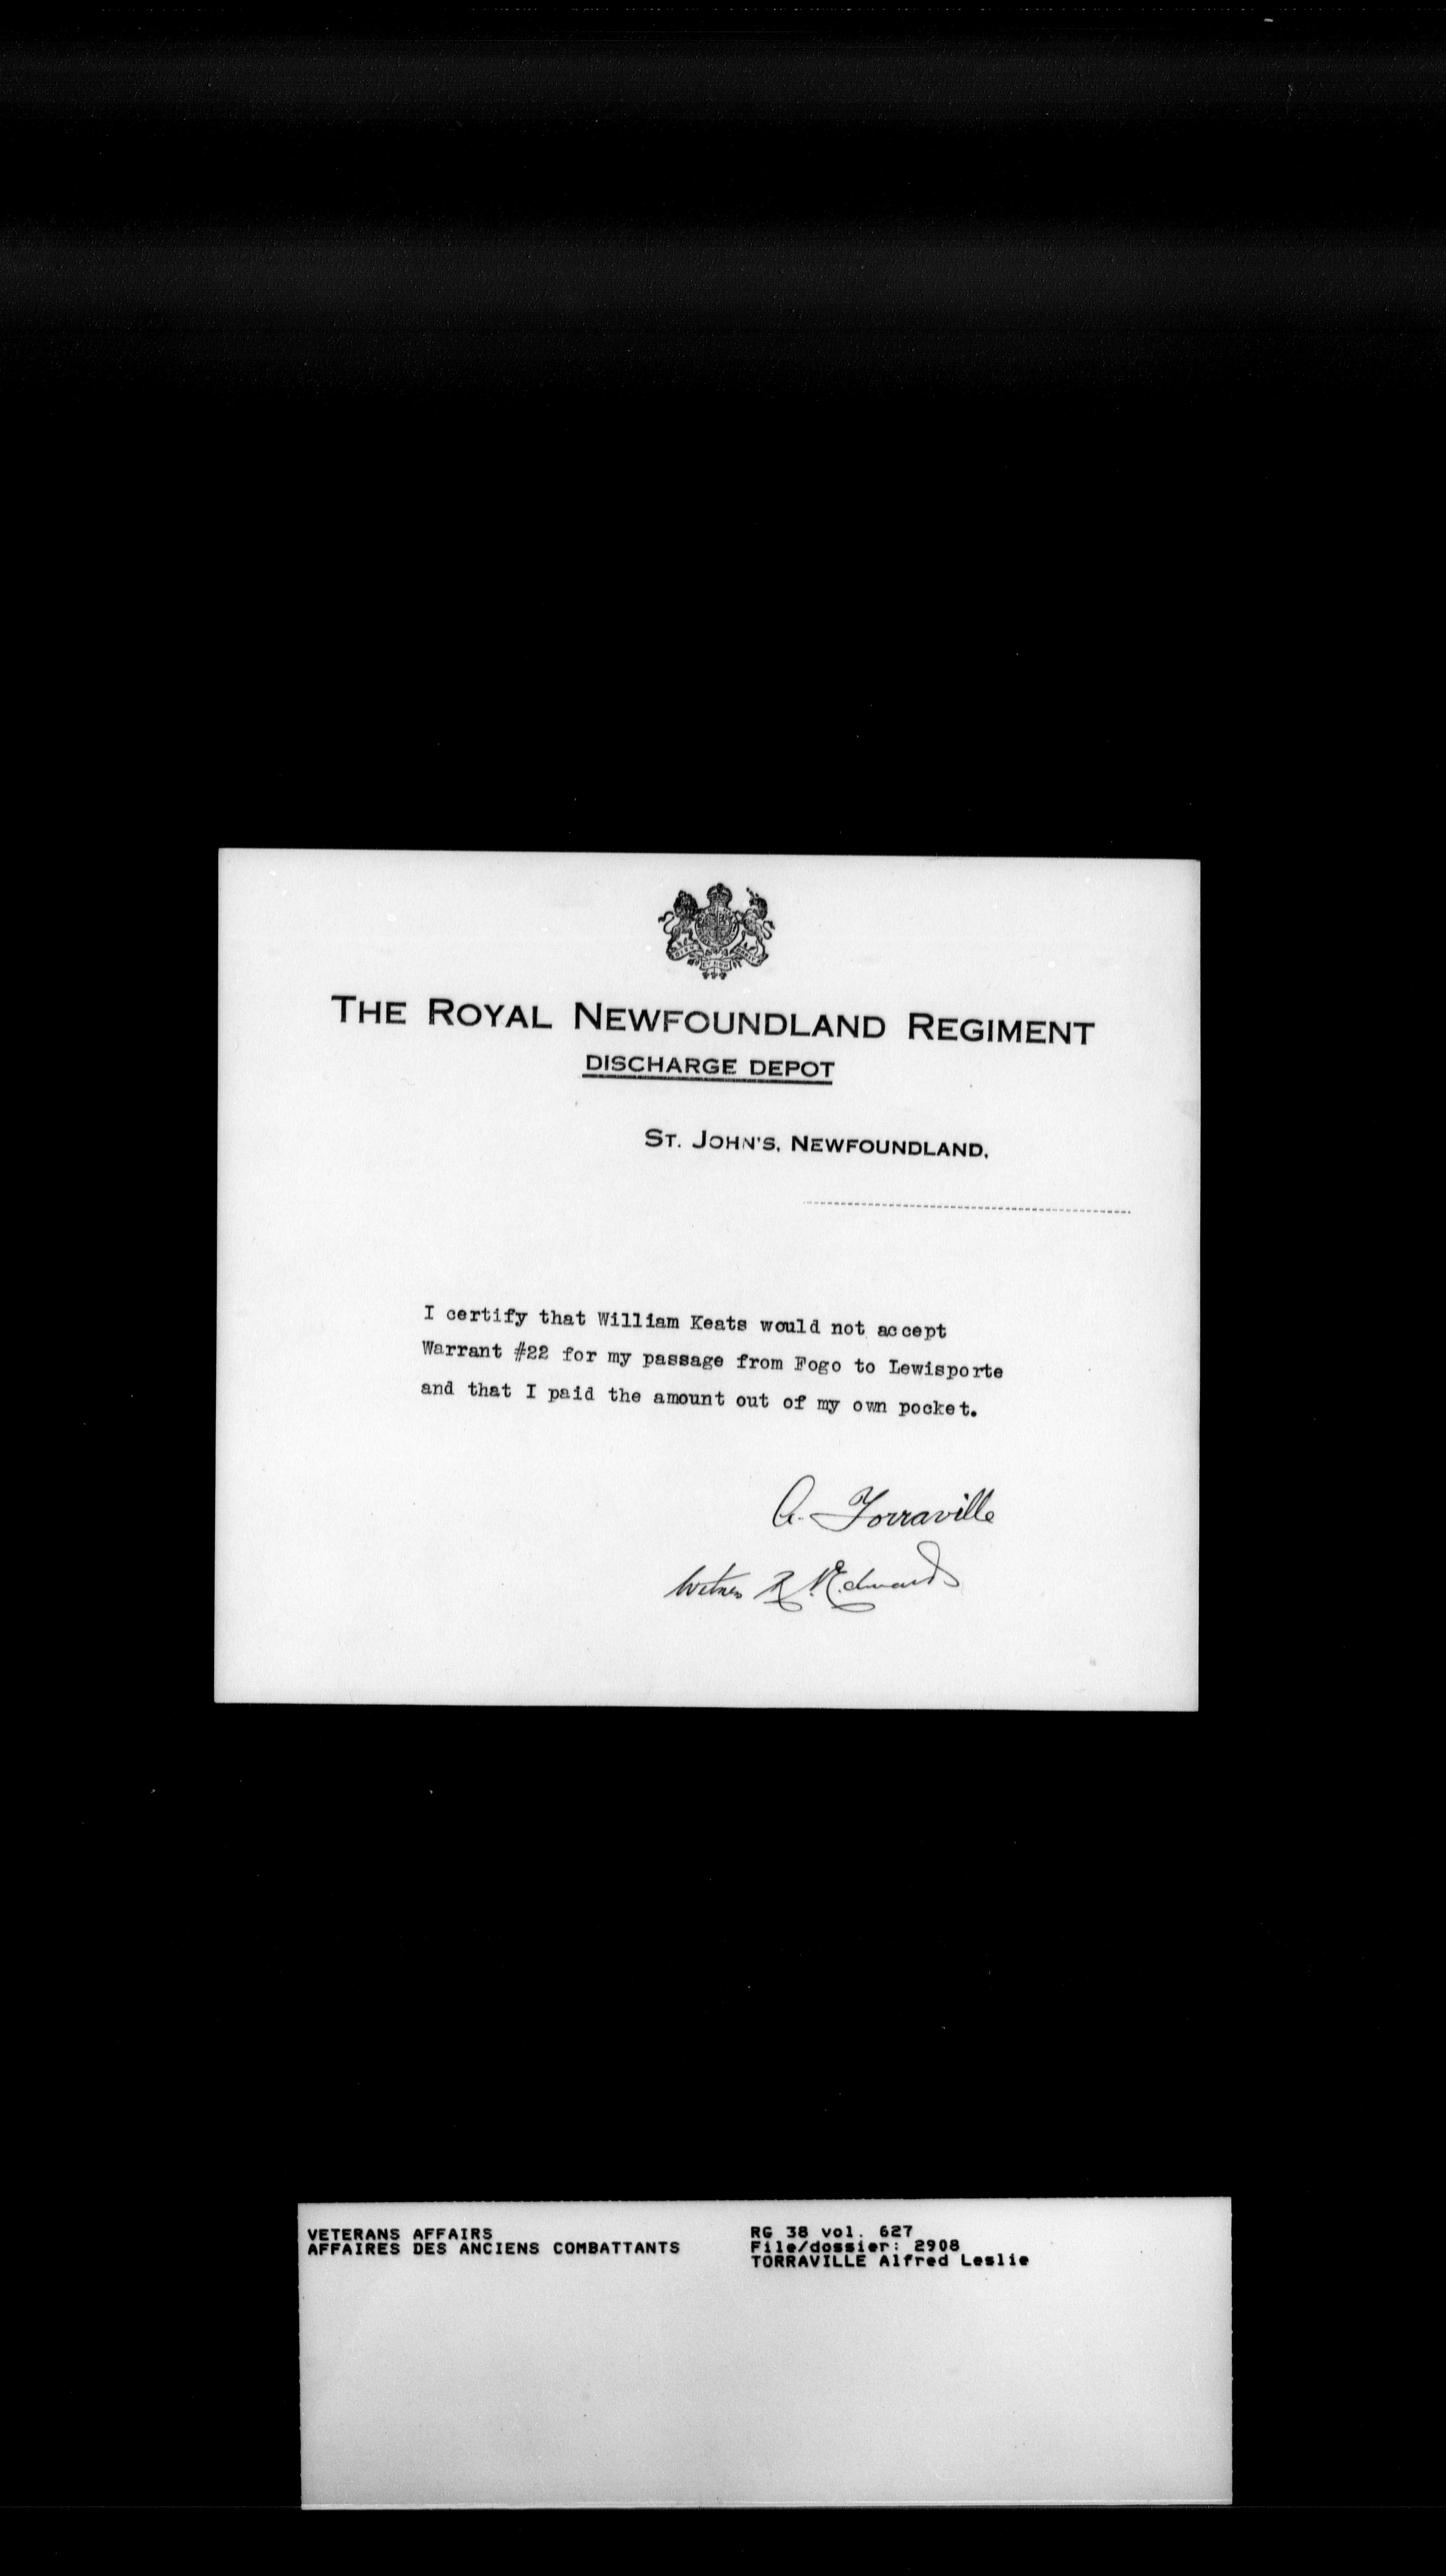 THE ROYAL NEWFOUNDLAND REGIMENT
DISCHARGE DEPOT
ST. JOHN'S, NEWFOUNDLAND,
I certify that William Keats would not accept
Warrant #22 for my passage from Fogo to Lewisporte
and that I paid the amount out of my own pocket.
A. Torraville
Witness R Edwards
VETERANS AFFAIRS
AFFAIRES DES ANCIENS COMBATTANTS
RG 38 vol. 627
File/dossier: 2908
TORRAVILLE Alfred Leslie